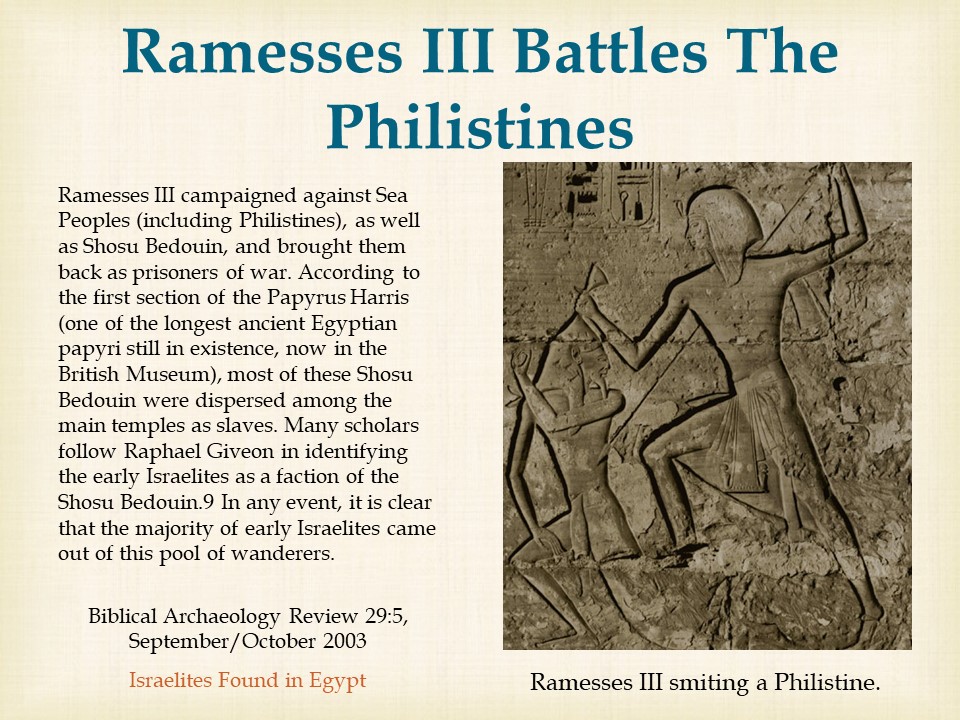 Ramesses III Battles The
Philistines
Ramesses III campaigned against Sea
Peoples (including Philistines), as well
as Shosu Bedouin, and brought them
back as prisoners of war. According to
the first section of the Papyrus Harris
(one of the longest ancient Egyptian
papyri still in existence, now in the
British Museum), most of these Shosu
Bedouin were dispersed among the
main temples as slaves. Many scholars
follow Raphael Giveon in identifying
the early Israelites as a faction of the
Shosu Bedouin.9 In any event, it is clear
that the majority of early Israelites came
out of this pool of wanderers.
Biblical Archaeology Review 29:5,
September/October 2003
Israelites Found in Egypt
Ramesses III smiting a Philistine.